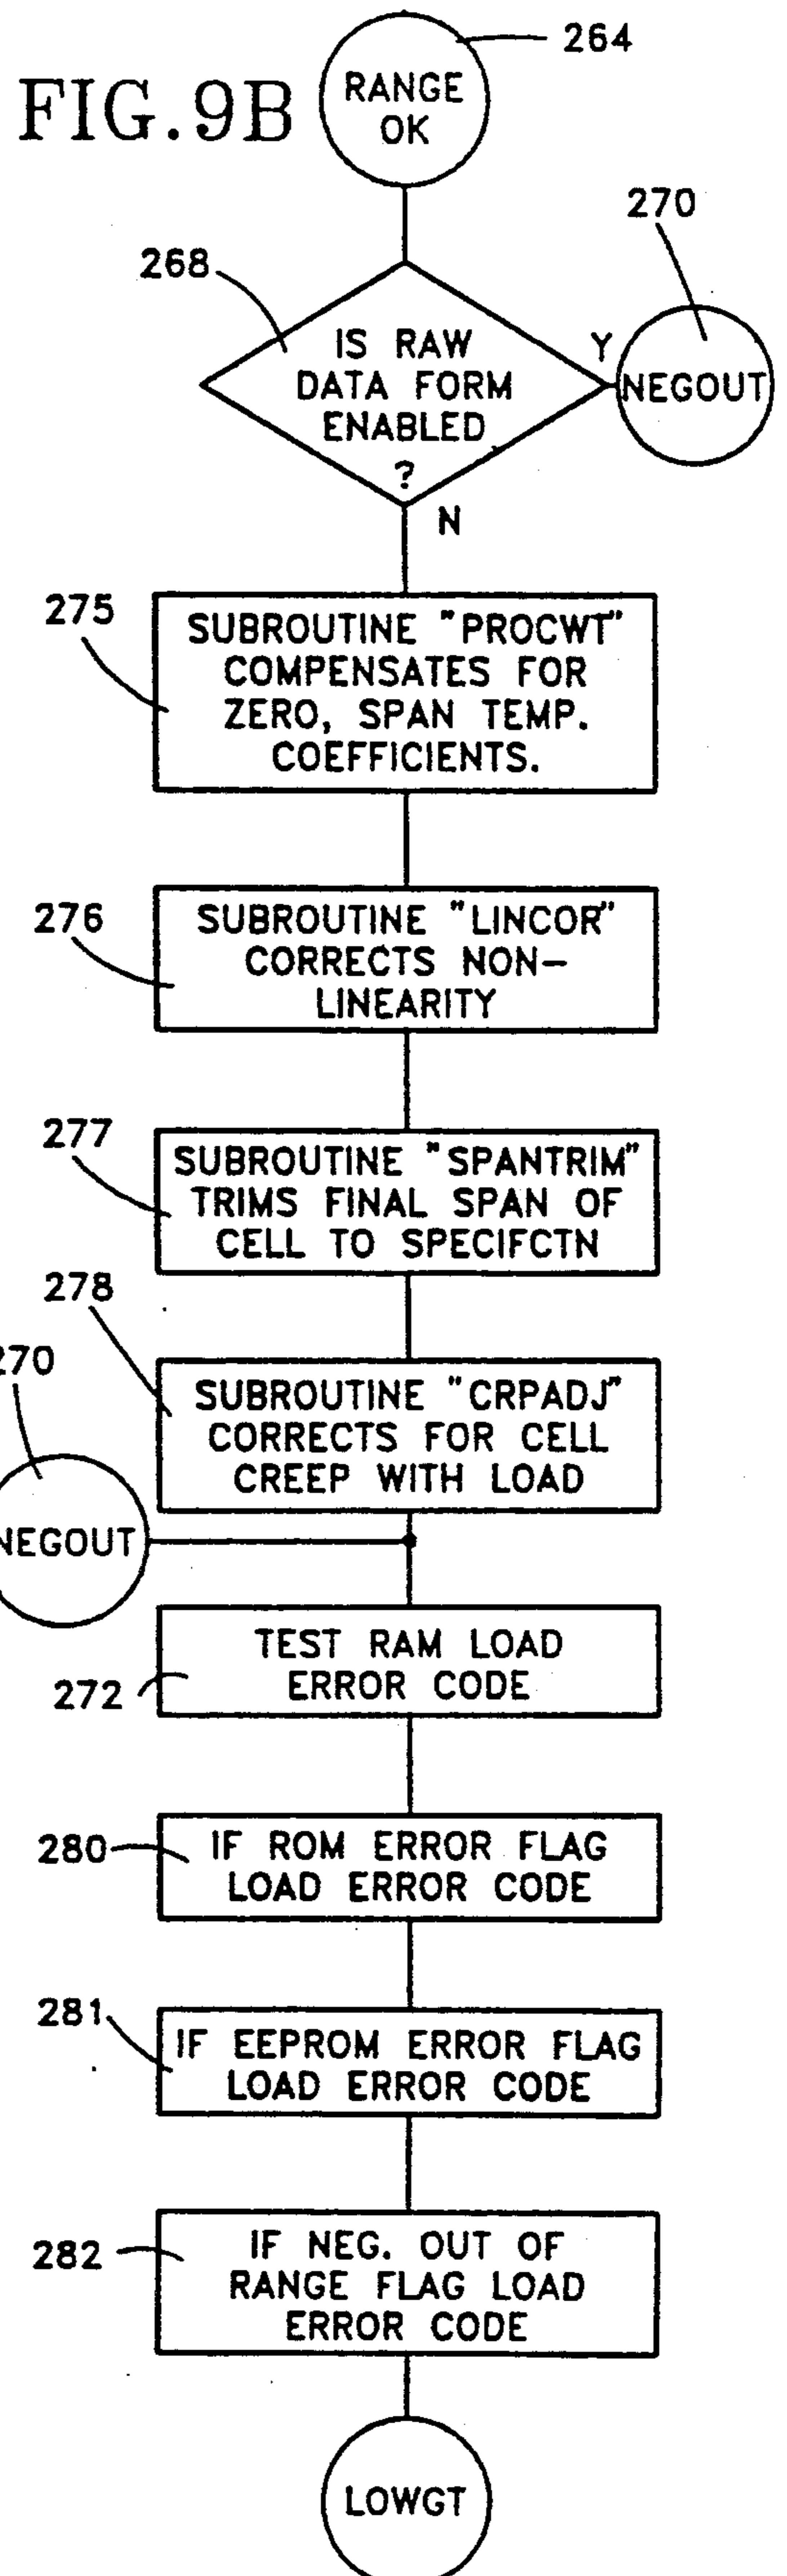 264
FIG.9B
RANGE
OK
270
268
IS RAW
DATA FORM
ENABLED
?
Y
NEGOUT
N
275
SUBROUTINE "PROCWT"
COMPENSATES FOR
ZERO, SPAN TEMP.
COEFFICIENTS.
276
SUBROUTINE "LINCOR"
CORRECTS NON-
LINEARITY
277
SUBROUTINE "SPANTRIM"
TRIMS FINAL SPAN OF
CELL TO SPECIFCTN
278
270
SUBROUTINE "CRPADJ"
CORRECTS FOR CELL
CREEP WITH LOAD
NEGOUT
TEST RAM LOAD
ERROR CODE
272
280
IF ROM ERROR FLAG
LOAD ERROR CODE
281
IF EEPROM ERROR FLAG
LOAD ERROR CODE
282
IF NEG. OUT OF
RANGE FLAG LOAD
ERROR CODE
LOWGT